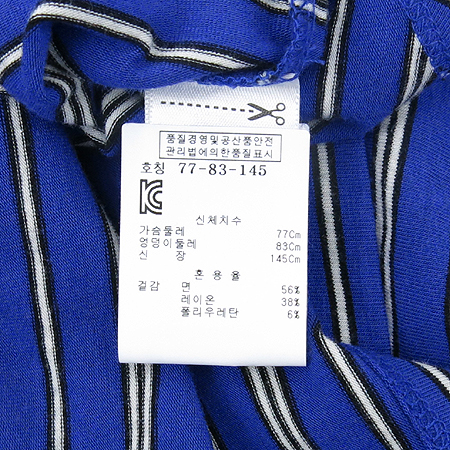 품질경영및공산품안전
관리법에의한품질표시
호칭 77-83-145
신체치수
가슴둘레 77Cm
엉덩이둘레 83Cm
신 장 145Cm
혼용율
겉감 면 56%
레이온 38%
폴리우레탄 6%